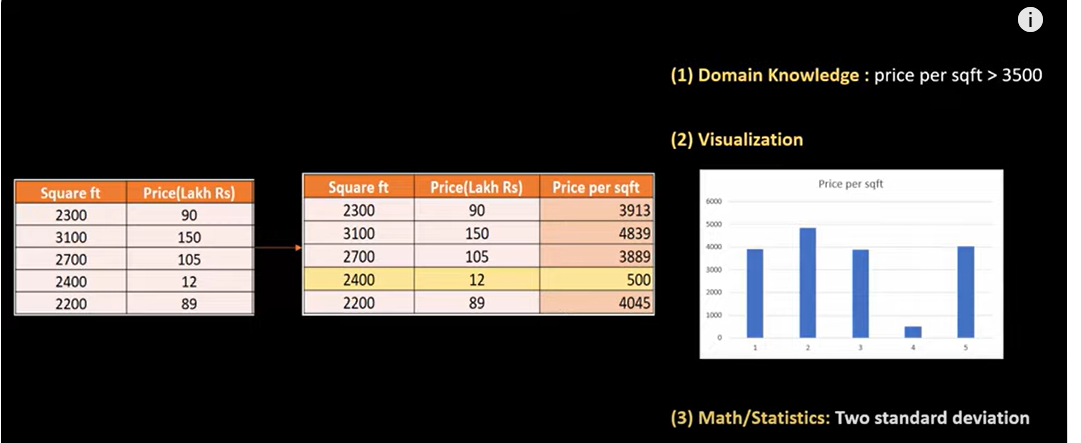 i
(1) Domain Knowledge : price per sqft > 3500
(2) Visualization
Square ft Price(Lakh Rs)
2300 90
3100 150
2700 105
2400 12
2200 89
Square ft Price(Lakh Rs) Price per sqft
2300 90 3913
3100 150 4839
2700 105 3889
2400 12 500
2200 89 4045
Price per sqft
6000
5000
4000
3000
2000
1000
0
1 2 3 4 5
(3) Math/Statistics: Two standard deviation